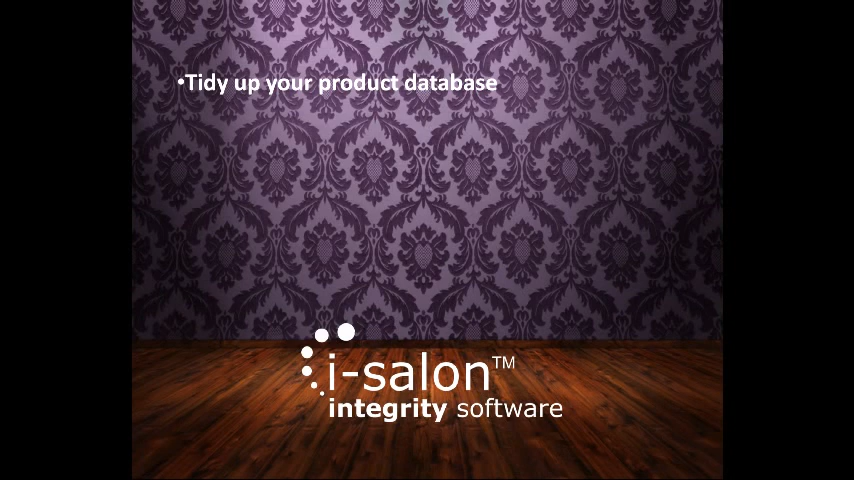 •Tidy up your product database
i-salon™
integrity software